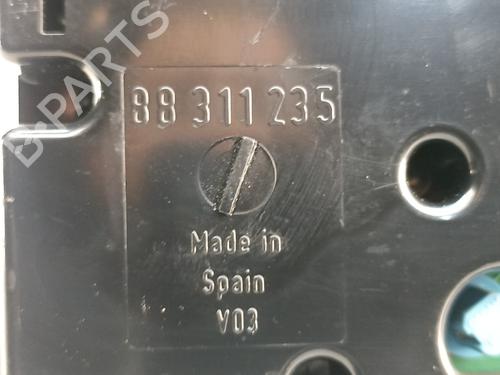 B-PARTS
88 311 235
Made in
Spain
V03